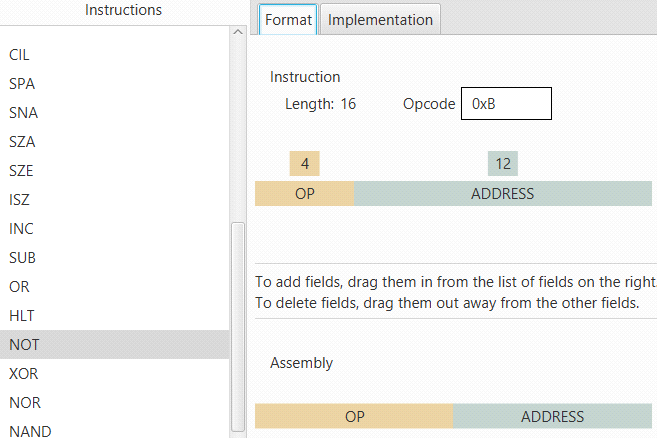 Instructions
CIL
SPA
SNA
SZA
SZE
ISZ
INC
SUB
OR
HLT
NOT
XOR
NOR
NAND
Format Implementation
Instruction
Length: 16 Opcode 0xB
4 12
OP ADDRESS
To add fields, drag them in from the list of fields on the right
To delete fields, drag them out away from the other fields.
Assembly
OP ADDRESS